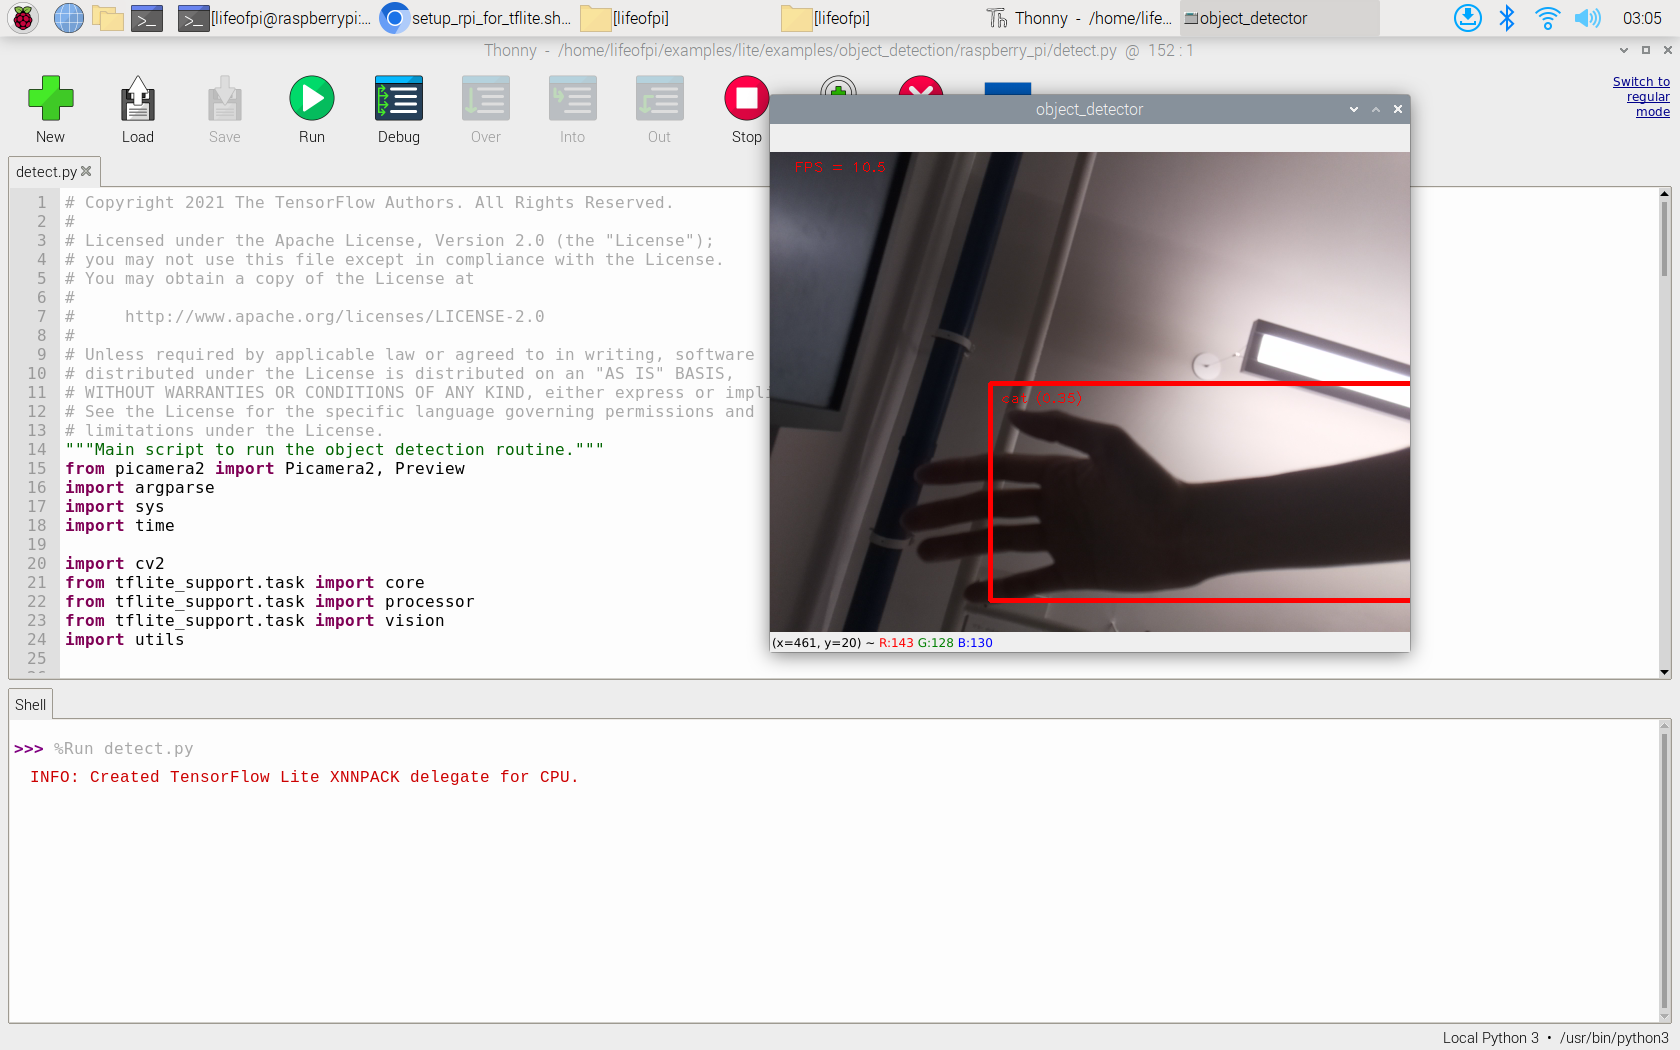 [lifeofpi@raspberrypi:...
setup_rpi_for_tflite.sh...
[lifeofpi]
[lifeofpi]
Thonny - /home/life...
object_detector
03:05
Thonny - /home/lifeofpi/examples/lite/examples/object_detection/raspberry_pi/detect.py @ 152 : 1
New
Load
Save
Run
Debug
Over
Into
Out
Stop
Switch to
regular
mode
detect.py
1 # Copyright 2021 The TensorFlow Authors. All Rights Reserved.
2 #
3 # Licensed under the Apache License, Version 2.0 (the "License");
4 # you may not use this file except in compliance with the License.
5 # You may obtain a copy of the License at
6 #
7 #     http://www.apache.org/licenses/LICENSE-2.0
8 #
9 # Unless required by applicable law or agreed to in writing, software
10 # distributed under the License is distributed on an "AS IS" BASIS,
11 # WITHOUT WARRANTIES OR CONDITIONS OF ANY KIND, either express or impli
12 # See the License for the specific language governing permissions and
13 # limitations under the License.
14 """Main script to run the object detection routine."""
15 from picamera2 import Picamera2, Preview
16 import argparse
17 import sys
18 import time
19
20 import cv2
21 from tflite_support.task import core
22 from tflite_support.task import processor
23 from tflite_support.task import vision
24 import utils
25
object_detector
FPS = 10.5
(x=461, y=20) ~ R:143 G:128 B:130
Shell
>>> %Run detect.py
INFO: Created TensorFlow Lite XNNPACK delegate for CPU.
Local Python 3 • /usr/bin/python3